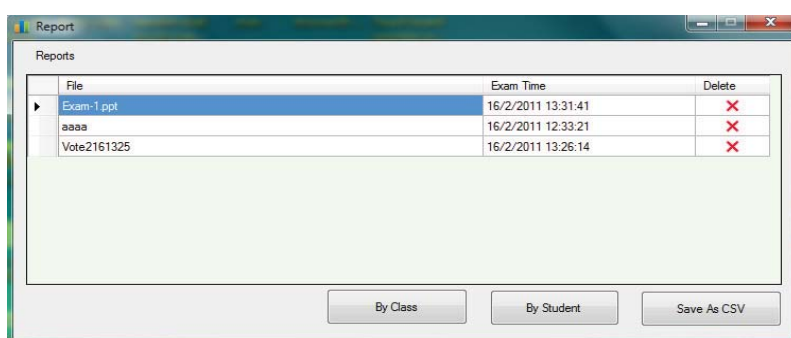 Report
Reports
File Exam Time Delete
Exam-1.ppt 16/2/2011 13:31:41
aaaa 16/2/2011 12:33:21
Vote2161325 16/2/2011 13:26:14
By Class By Student Save As CSV